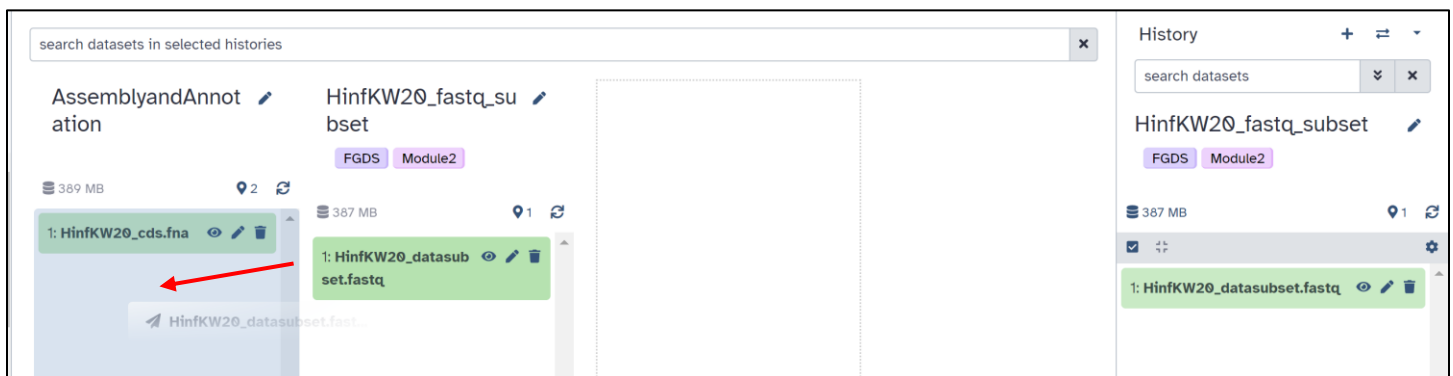 search datasets in selected histories
AssemblyandAnnot
ation
389 MB
2
1: HinfKW20_cds.fna
HinfKW20_datasubset.fast...
HinfKW20_fastq_su
bset
FGDS Module2
387 MB
1
1: HinfKW20_datasub
set.fastq
History
search datasets
HinfKW20_fastq_subset
FGDS Module2
387 MB
1
1: HinfKW20_datasubset.fastq